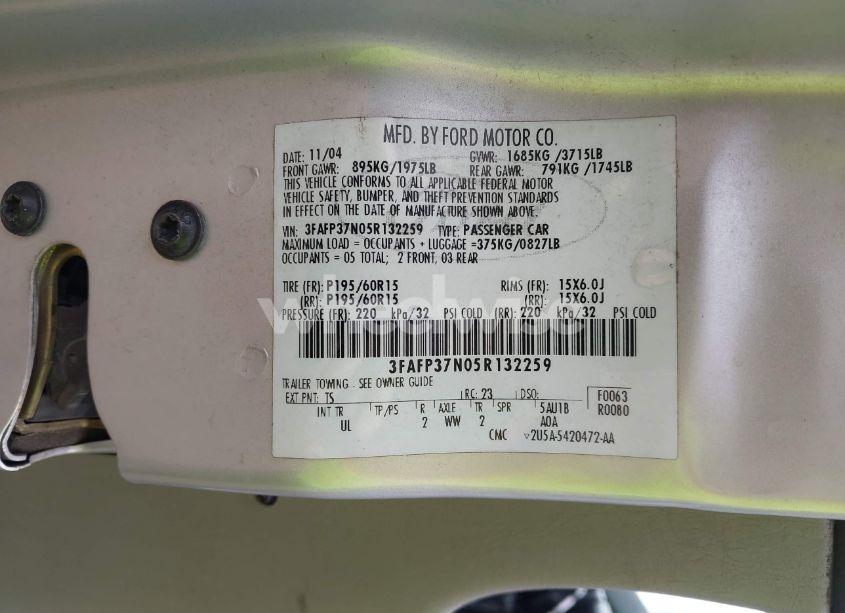 MFD. BY FORD MOTOR CO.
DATE: 11/04 GVWR: 1685KG /3715LB
FRONT GAWR: 895KG/1975LB REAR GAWR: 791KG /1745LB
THIS VEHICLE CONFORMS TO ALL APPLICABLE FEDERAL MOTOR
VEHICLE SAFETY, BUMPER, AND THEFT PREVENTION STANDARDS
IN EFFECT ON THE DATE OF MANUFACTURE SHOWN ABOVE.
VIN: 3FAFP37N05R132259 TYPE: PASSENGER CAR
MAXIMUM LOAD = OCCUPANTS + LUGGAGE =375KG/0827LB
OCCUPANTS = 05 TOTAL; 2 FRONT, 03 REAR
TIRE (FR): P195/60R15 RIMS (FR): 15X6.0J
(RR): P195/60R15 (RR): 15X6.0J
wheelwise
PRESSURE (FR): 220 kPa/32 PSI COLD (RR): 220 kPa/32 PSI COLD
3FAFP37N05R132259
TRAILER TOWING - SEE OWNER GUIDE
EXT PNT: TS RC: 23 DSO: F0063
INT TR TP/PS R AXLE TR SPR 5AU1B R0080
UL 2 WW 2 A0A
CMC V2U5A-5420472-AA